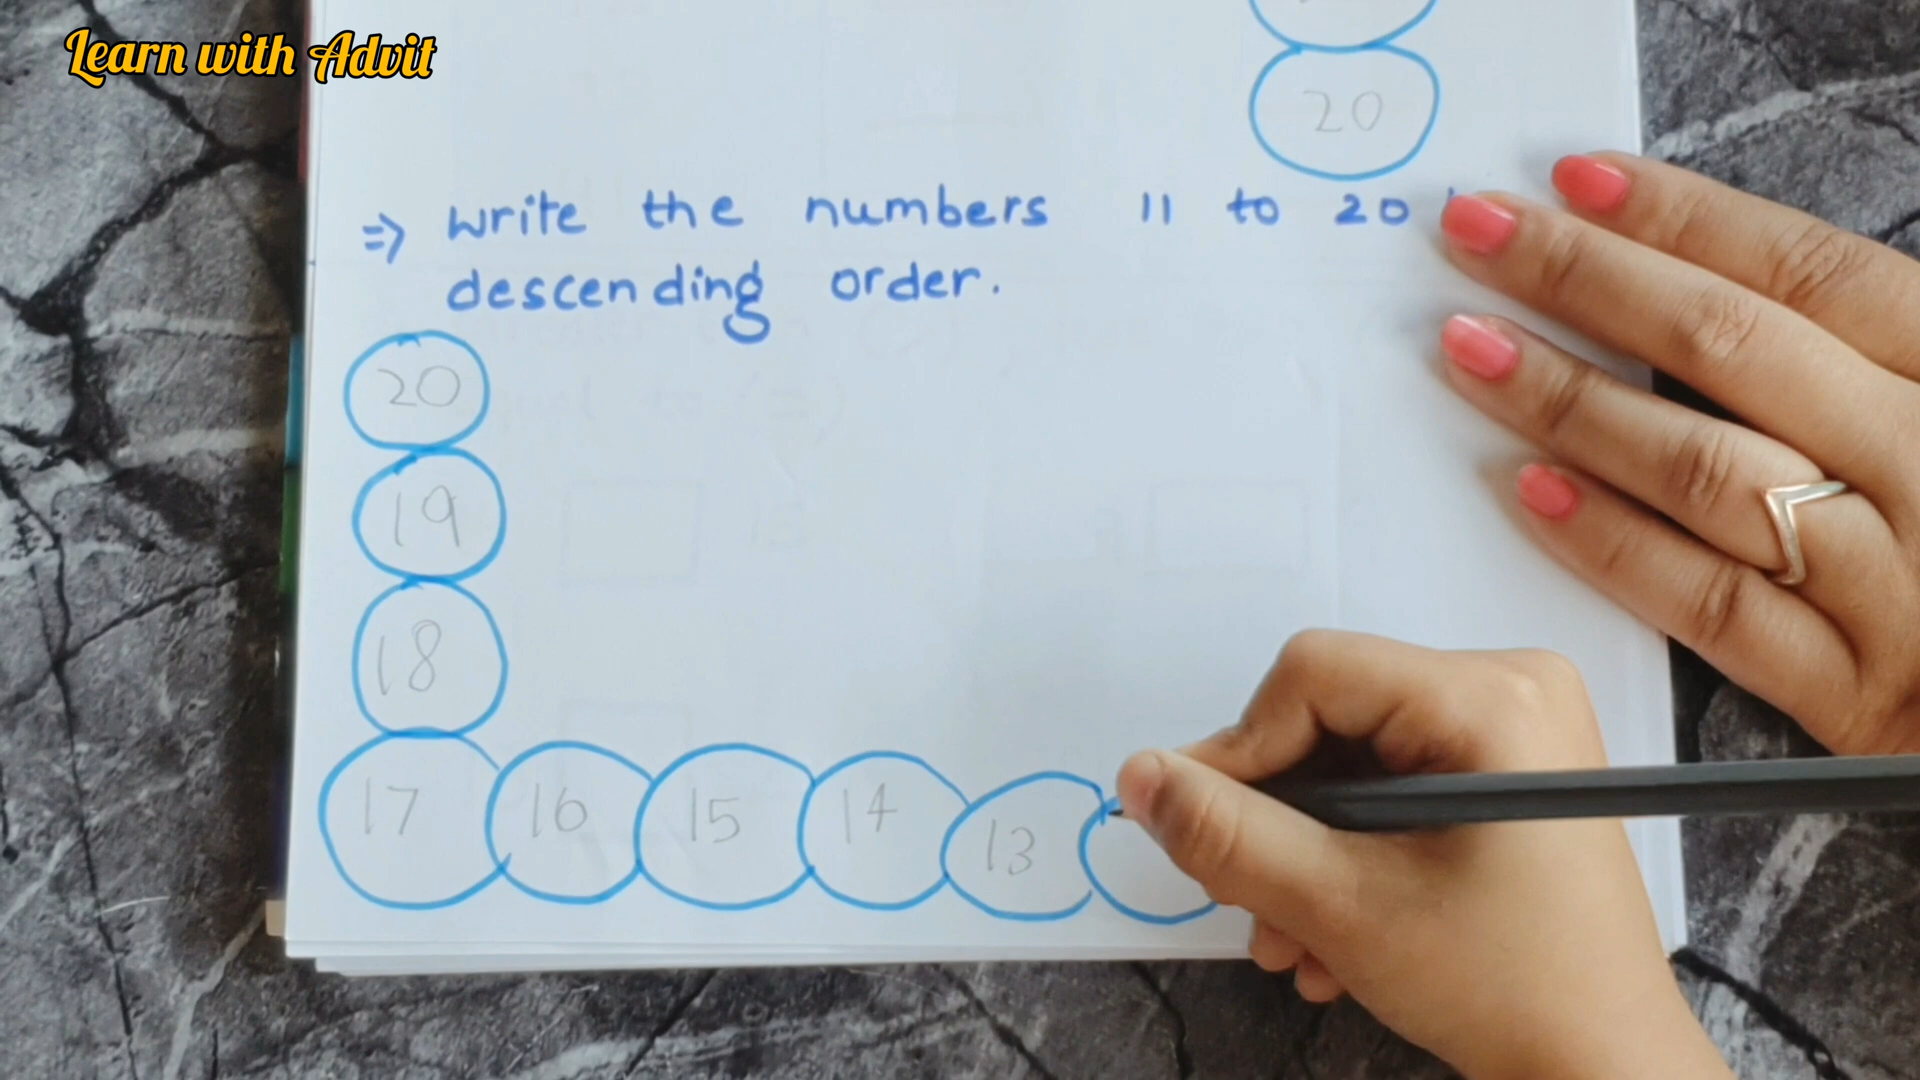 Learn with Advit
20
⇒ write the numbers 11 to 20
descending order.
20
19
18
17 16 15 14 13